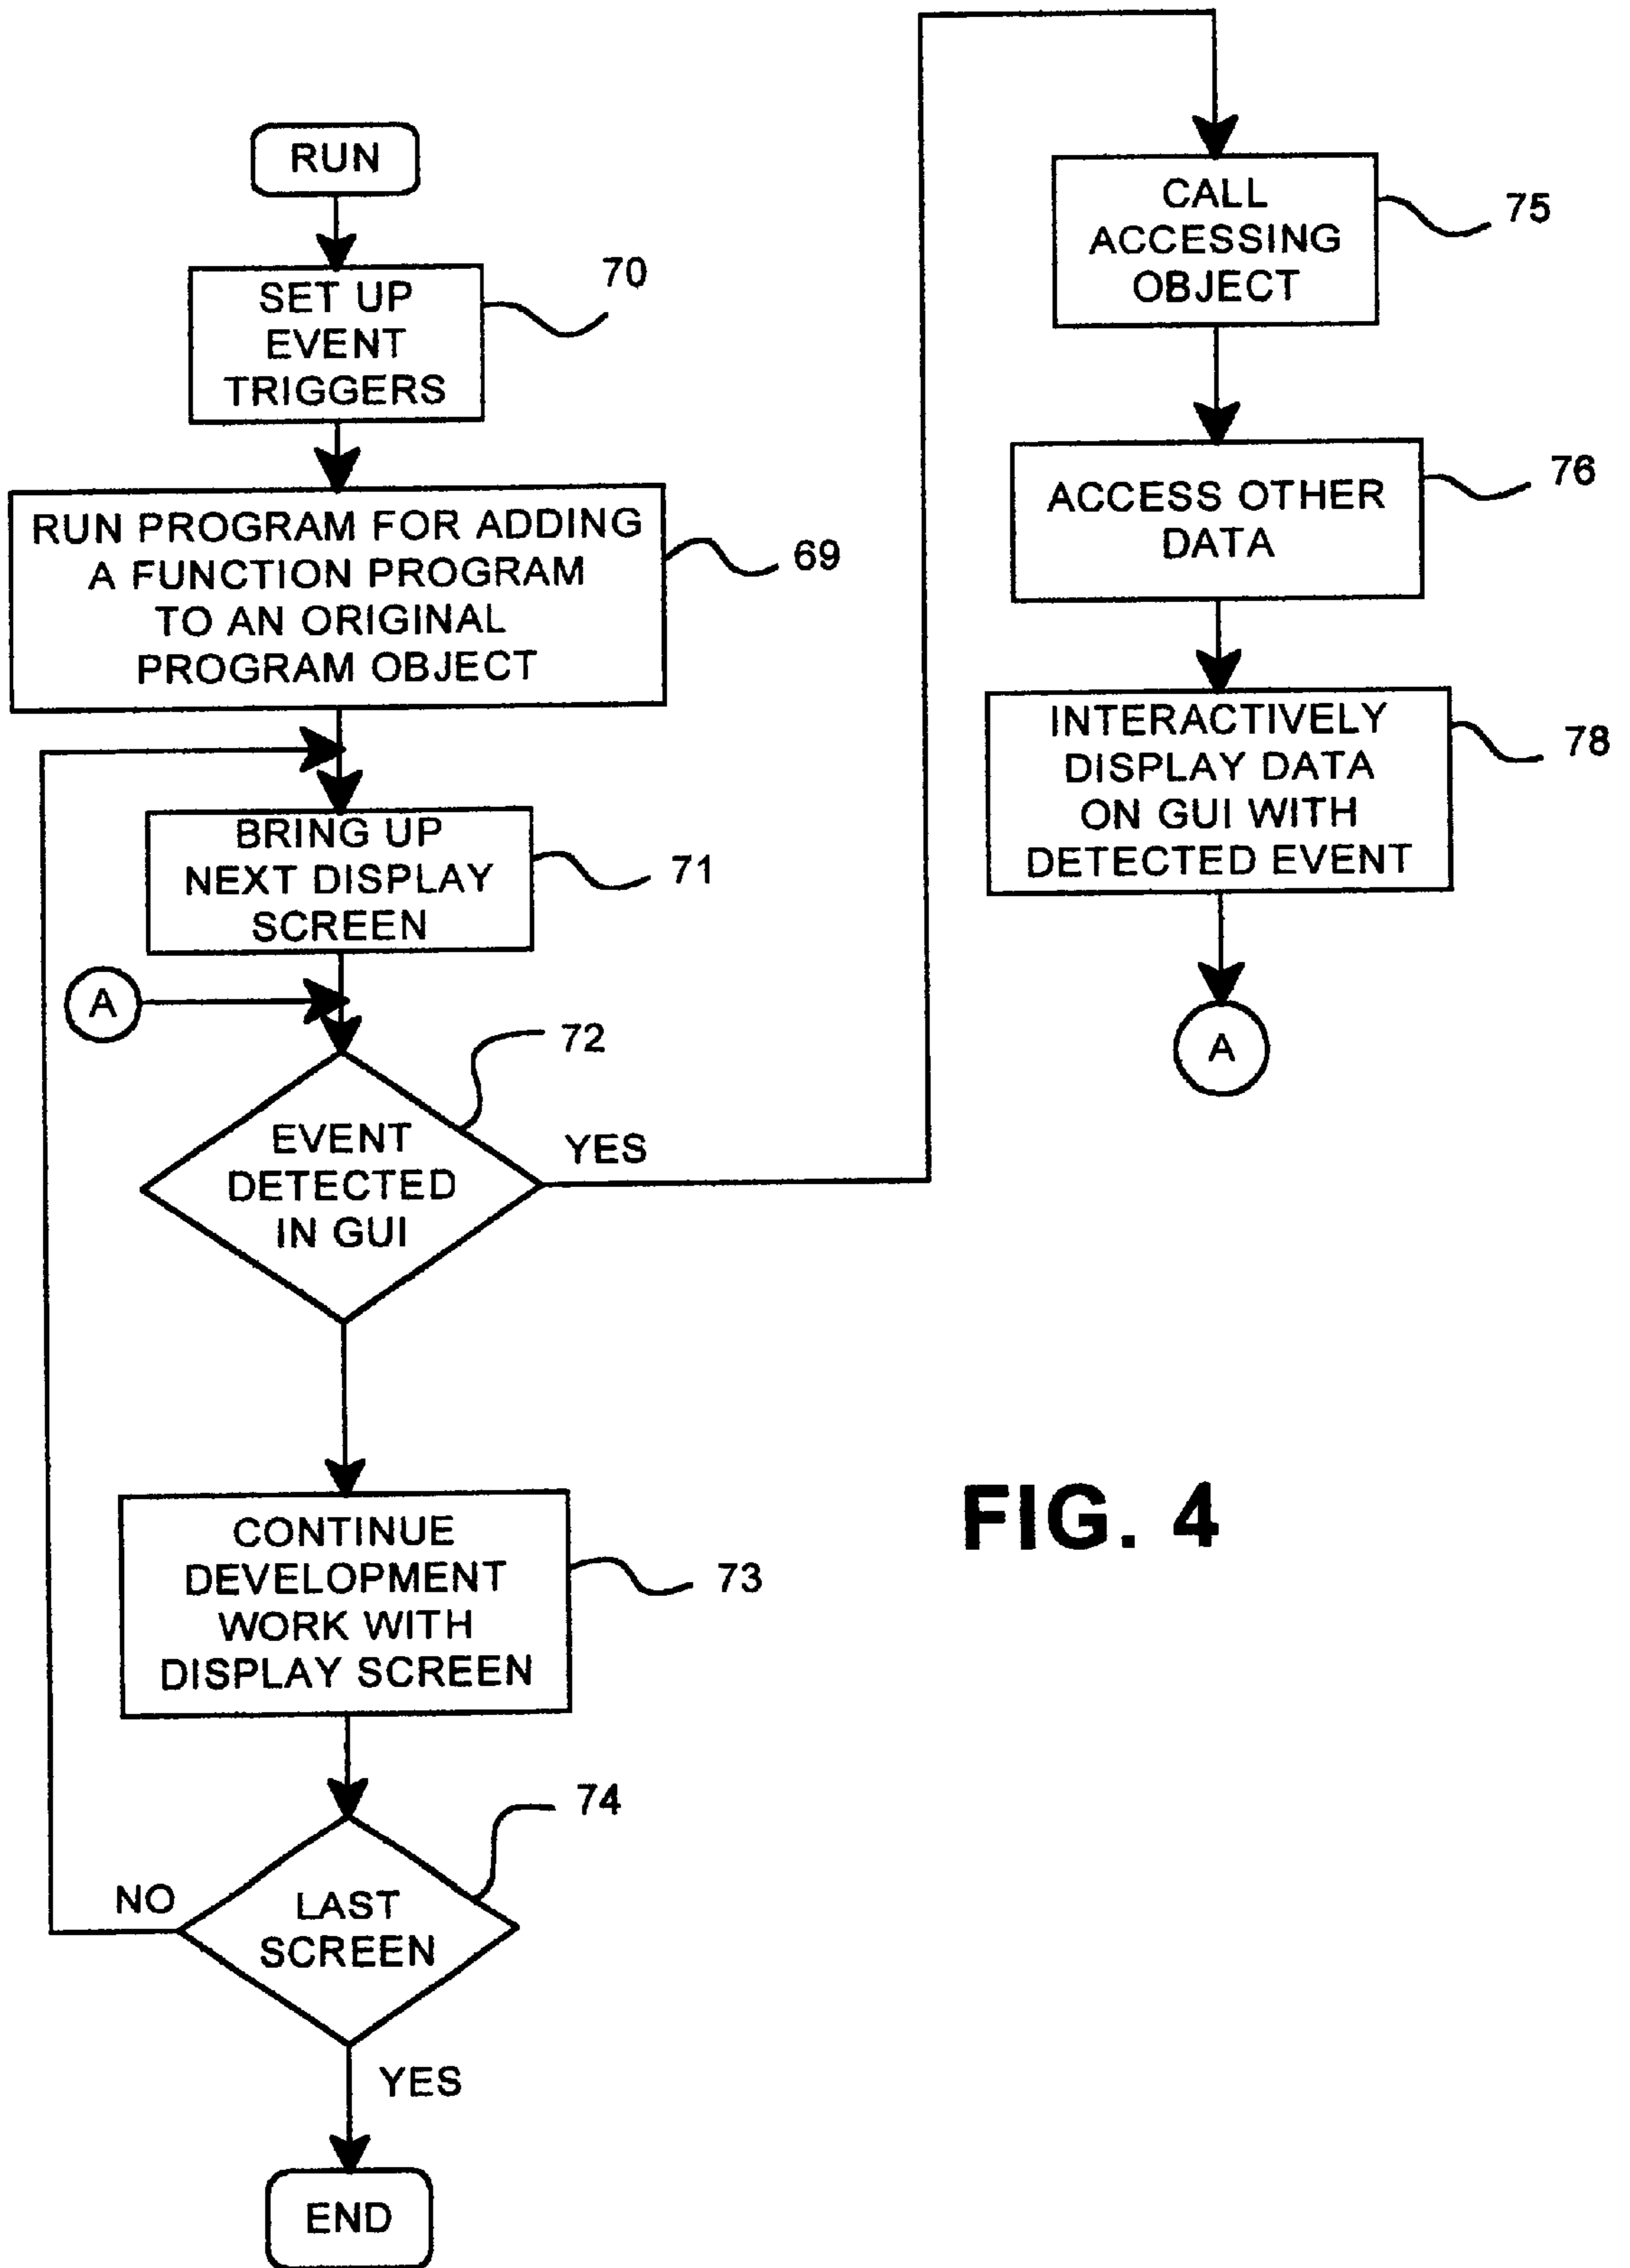 RUN
SET UP
EVENT
TRIGGERS
70
RUN PROGRAM FOR ADDING
A FUNCTION PROGRAM
TO AN ORIGINAL
PROGRAM OBJECT
69
BRING UP
NEXT DISPLAY
SCREEN
71
A
EVENT
DETECTED
IN GUI
72
YES
CONTINUE
DEVELOPMENT
WORK WITH
DISPLAY SCREEN
73
LAST
SCREEN
74
NO
YES
END
CALL
ACCESSING
OBJECT
75
ACCESS OTHER
DATA
76
INTERACTIVELY
DISPLAY DATA
ON GUI WITH
DETECTED EVENT
78
A
FIG. 4